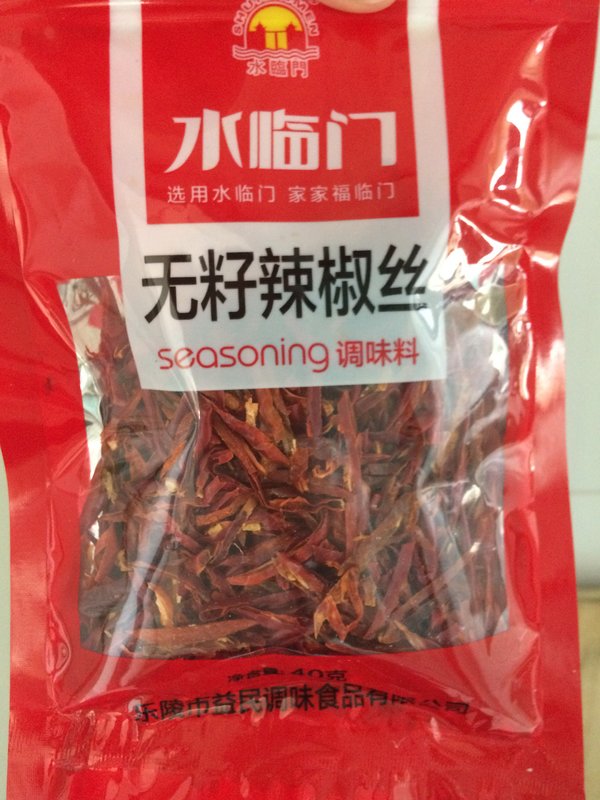 水臨門
水临门
选用水临门 家家福临门
无籽辣椒丝
seasoning 调味料
净含量: 40克
乐陵市益民调味食品有限公司